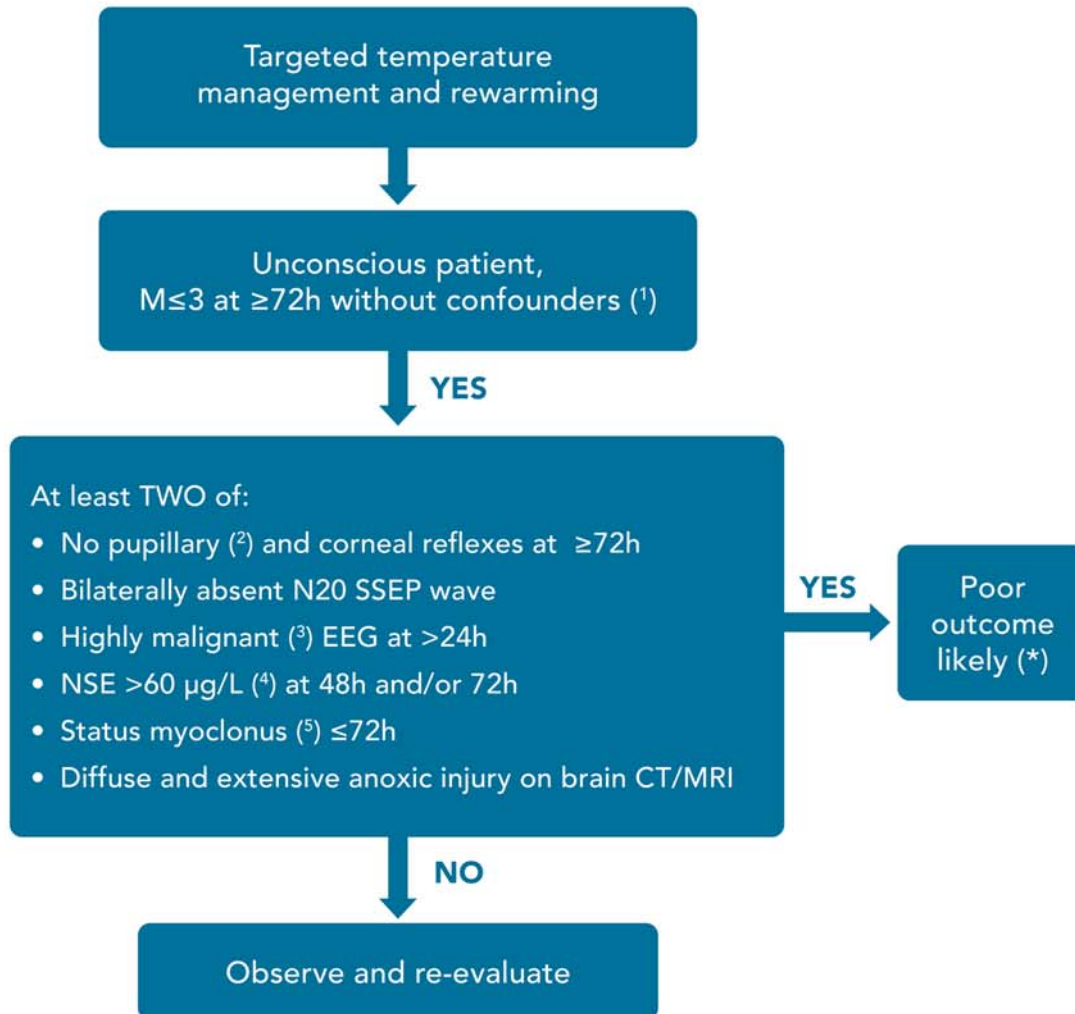 Targeted temperature
management and rewarming
Unconscious patient,
M≤3 at ≥72h without confounders (¹)
YES
At least TWO of:
• No pupillary (²) and corneal reflexes at ≥72h
• Bilaterally absent N20 SSEP wave
• Highly malignant (³) EEG at >24h
• NSE >60 µg/L (⁴) at 48h and/or 72h
• Status myoclonus (⁵) ≤72h
• Diffuse and extensive anoxic injury on brain CT/MRI
YES
Poor
outcome
likely (*)
NO
Observe and re-evaluate